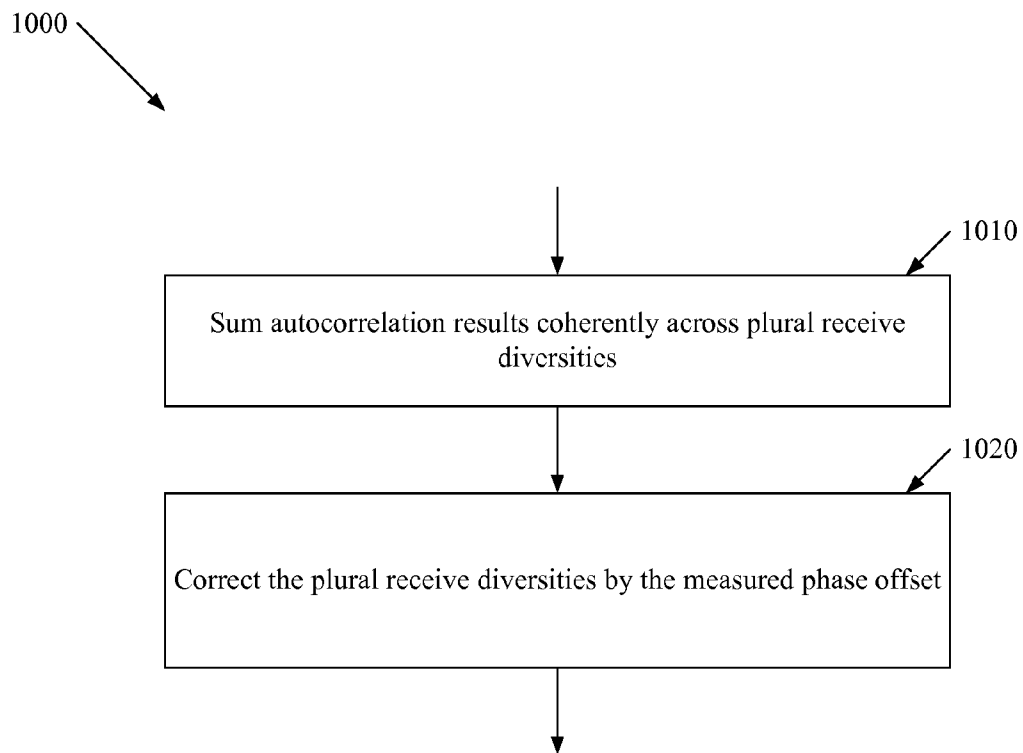 1000
1010
Sum autocorrelation results coherently across plural receive
diversities
1020
Correct the plural receive diversities by the measured phase offset